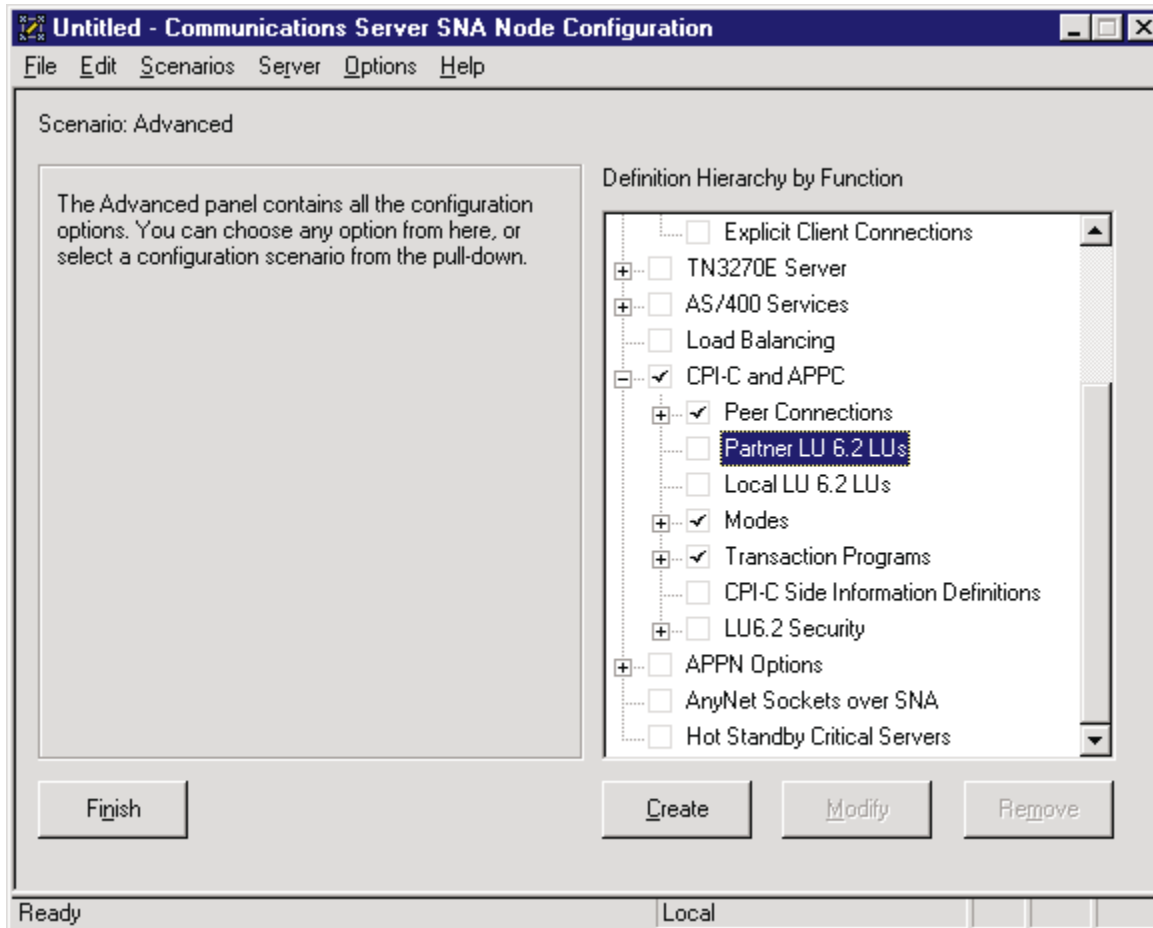 Untitled - Communications Server SNA Node Configuration
File Edit Scenarios Server Options Help
Scenario: Advanced
The Advanced panel contains all the configuration
options. You can choose any option from here, or
select a configuration scenario from the pull-down.
Definition Hierarchy by Function
Explicit Client Connections
TN3270E Server
AS/400 Services
Load Balancing
CPI-C and APPC
Peer Connections
Partner LU 6.2 LUs
Local LU 6.2 LUs
Modes
Transaction Programs
CPI-C Side Information Definitions
LU6.2 Security
APPN Options
AnyNet Sockets over SNA
Hot Standby Critical Servers
Finish
Create
Modify
Remove
Ready
Local